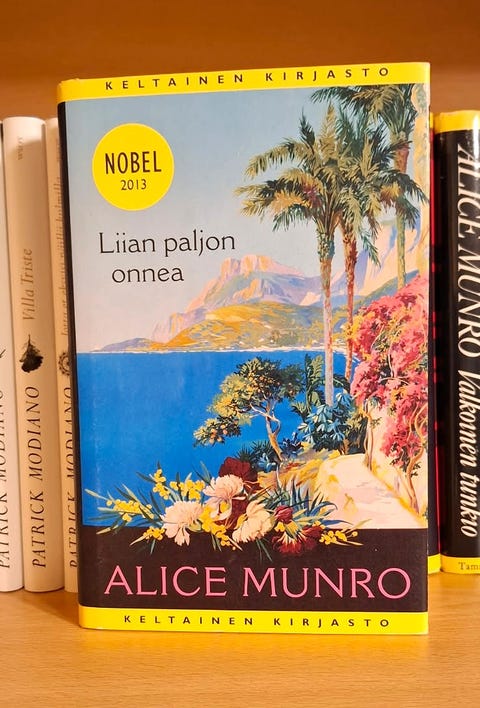 KELTAINEN KIRJASTO
NOBEL
2013
Liian paljon
onnea
ALICE MUNRO
KELTAINEN KIRJASTO
PATRICK MODIANO
PATRICK MODIANO Villa Triste
PATRICK MODIANO
ALICE MUNRO Valkoinen runko